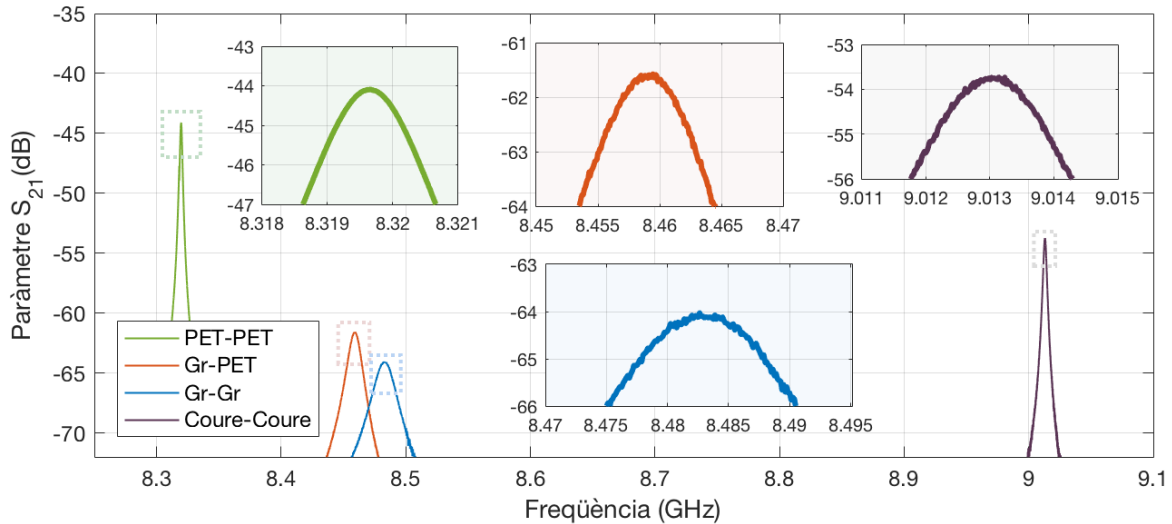 Paràmetre S21(dB)
-35
-40
-45
-50
-55
-60
-65
-70
-43
-44
-45
-46
-47
8.318 8.319 8.32 8.321
-61
-62
-63
-64
8.45 8.455 8.46 8.465 8.47
-53
-54
-55
-56
9.011 9.012 9.013 9.014 9.015
-63
-64
-65
-66
8.47 8.475 8.48 8.485 8.49 8.495
PET-PET
Gr-PET
Gr-Gr
Coure-Coure
8.3 8.4 8.5 8.6 8.7 8.8 8.9 9 9.1
Freqüència (GHz)